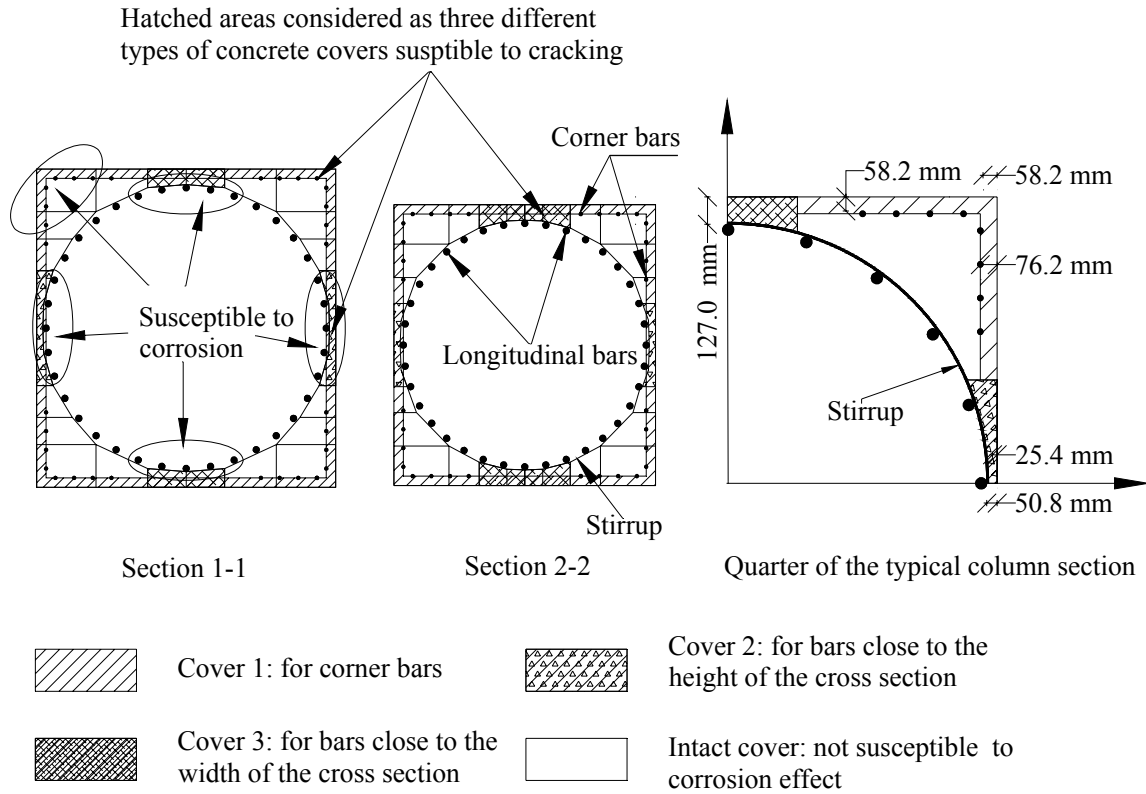 Hatched areas considered as three different
types of concrete covers susptible to cracking
Corner bars
58.2 mm
58.2 mm
127.0 mm
76.2 mm
Susceptible to
corrosion
Longitudinal bars
Stirrup
25.4 mm
50.8 mm
Stirrup
Section 1-1
Section 2-2
Quarter of the typical column section
Cover 1: for corner bars
Cover 2: for bars close to the
height of the cross section
Cover 3: for bars close to the
width of the cross section
Intact cover: not susceptible to
corrosion effect